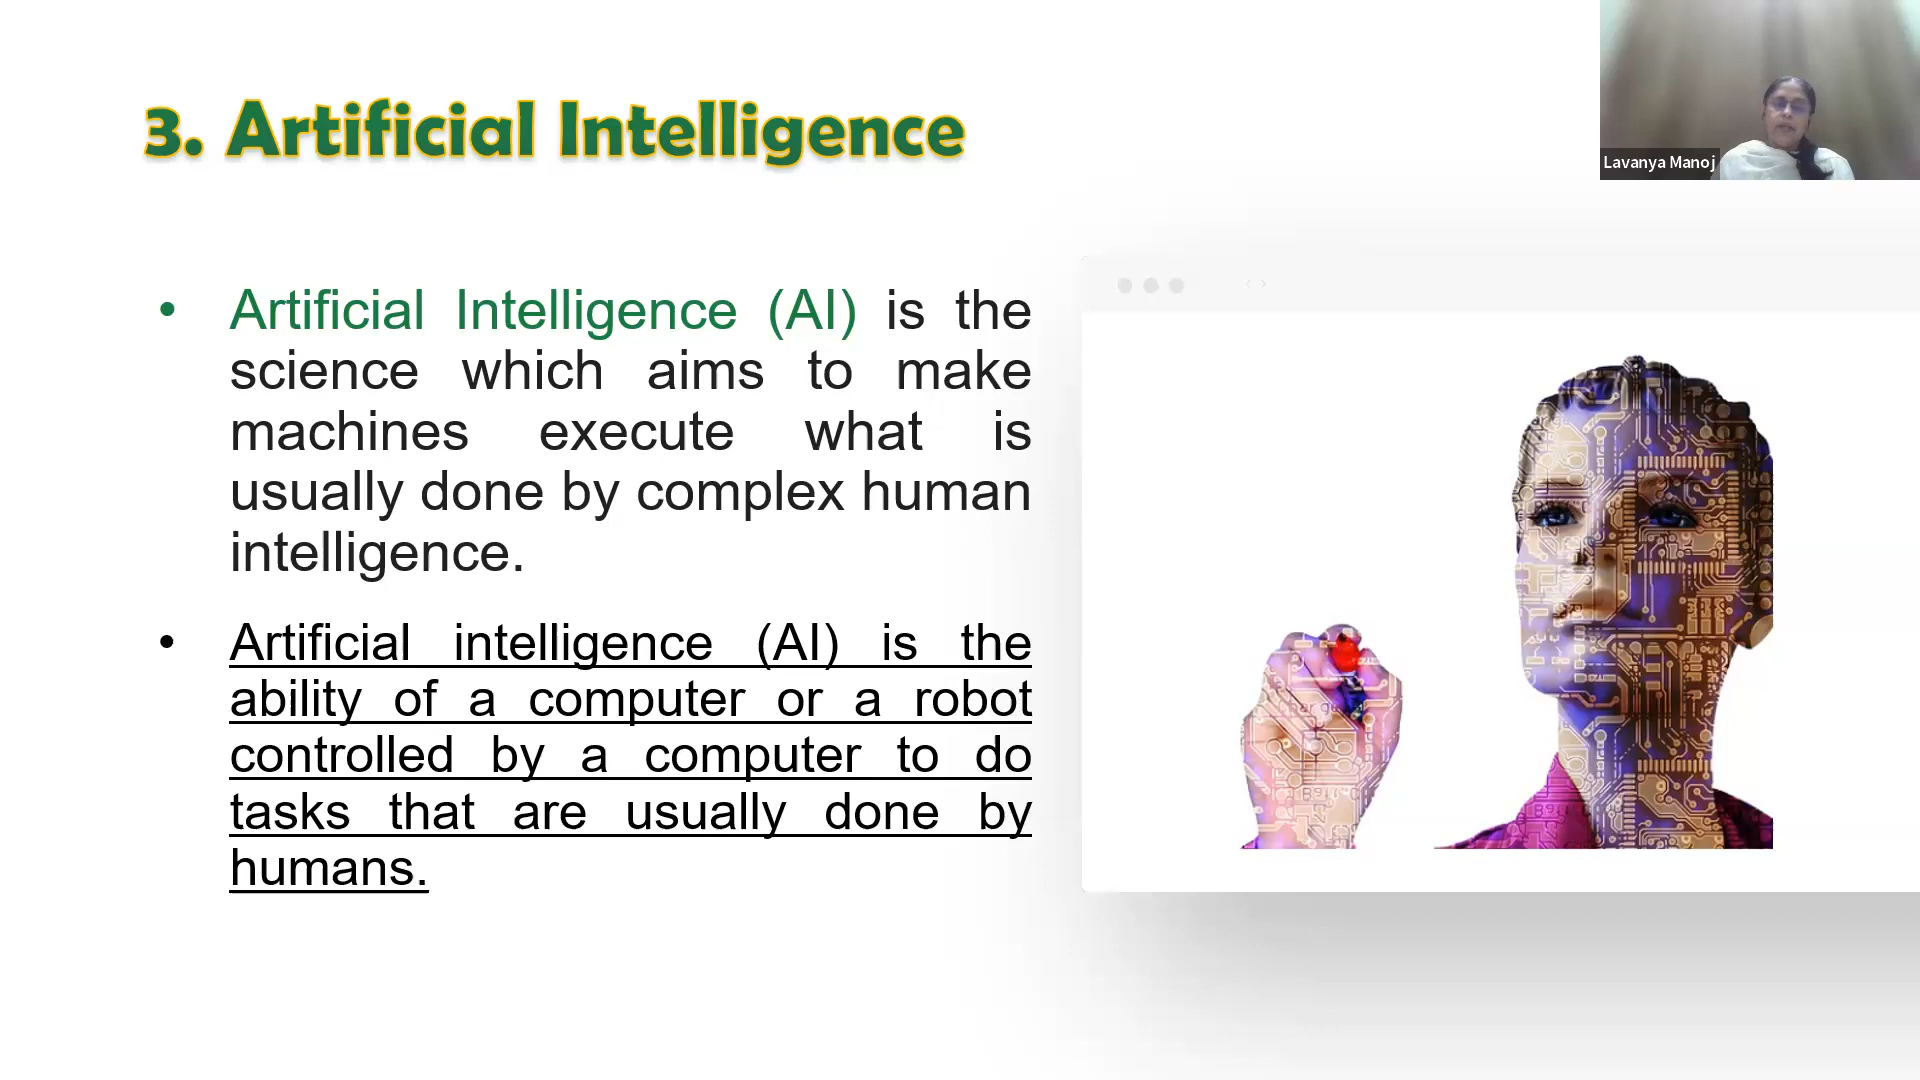 3. Artificial Intelligence
Lavanya Manoj
• Artificial Intelligence (AI) is the
science which aims to make
machines execute what is
usually done by complex human
intelligence.
• Artificial intelligence (AI) is the
ability of a computer or a robot
controlled by a computer to do
tasks that are usually done by
humans.